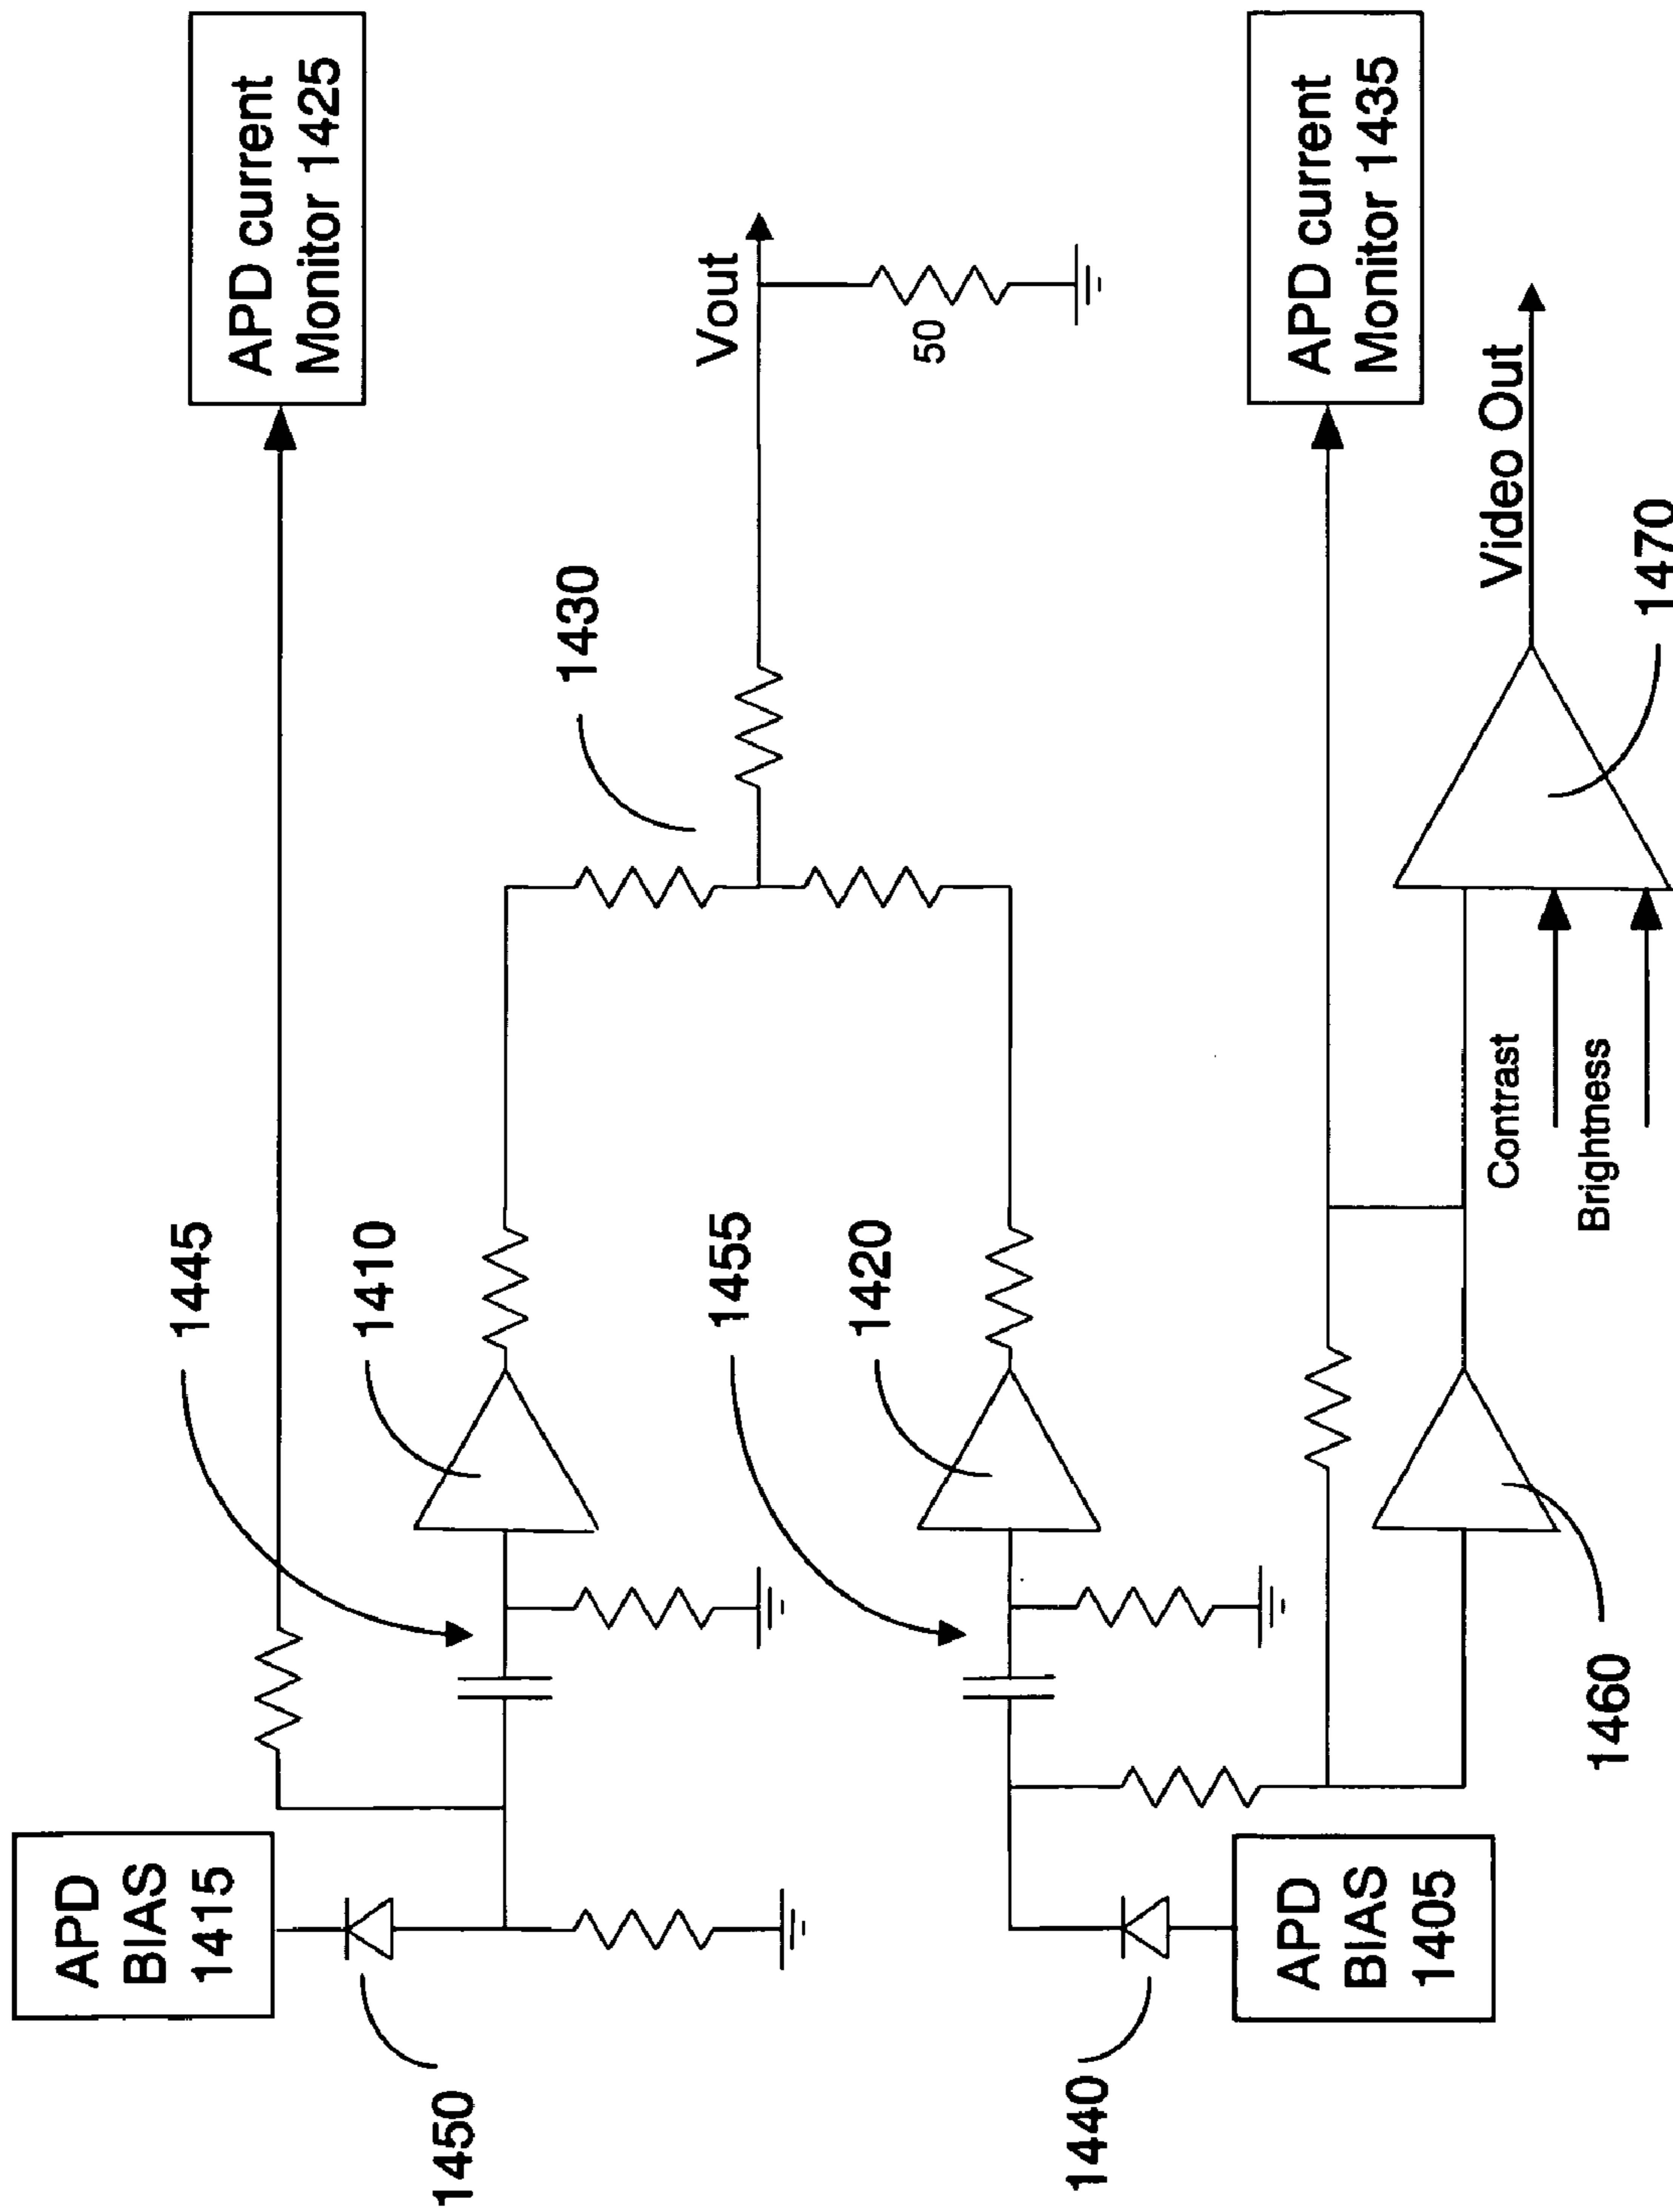 APD current
Monitor 1425
1445
1410
APD
BIAS
1415
1450
1430
Vout
50
1455
1420
APD current
Monitor 1435
1440
APD
BIAS
1405
1460
Contrast
Brightness
Video Out
1470